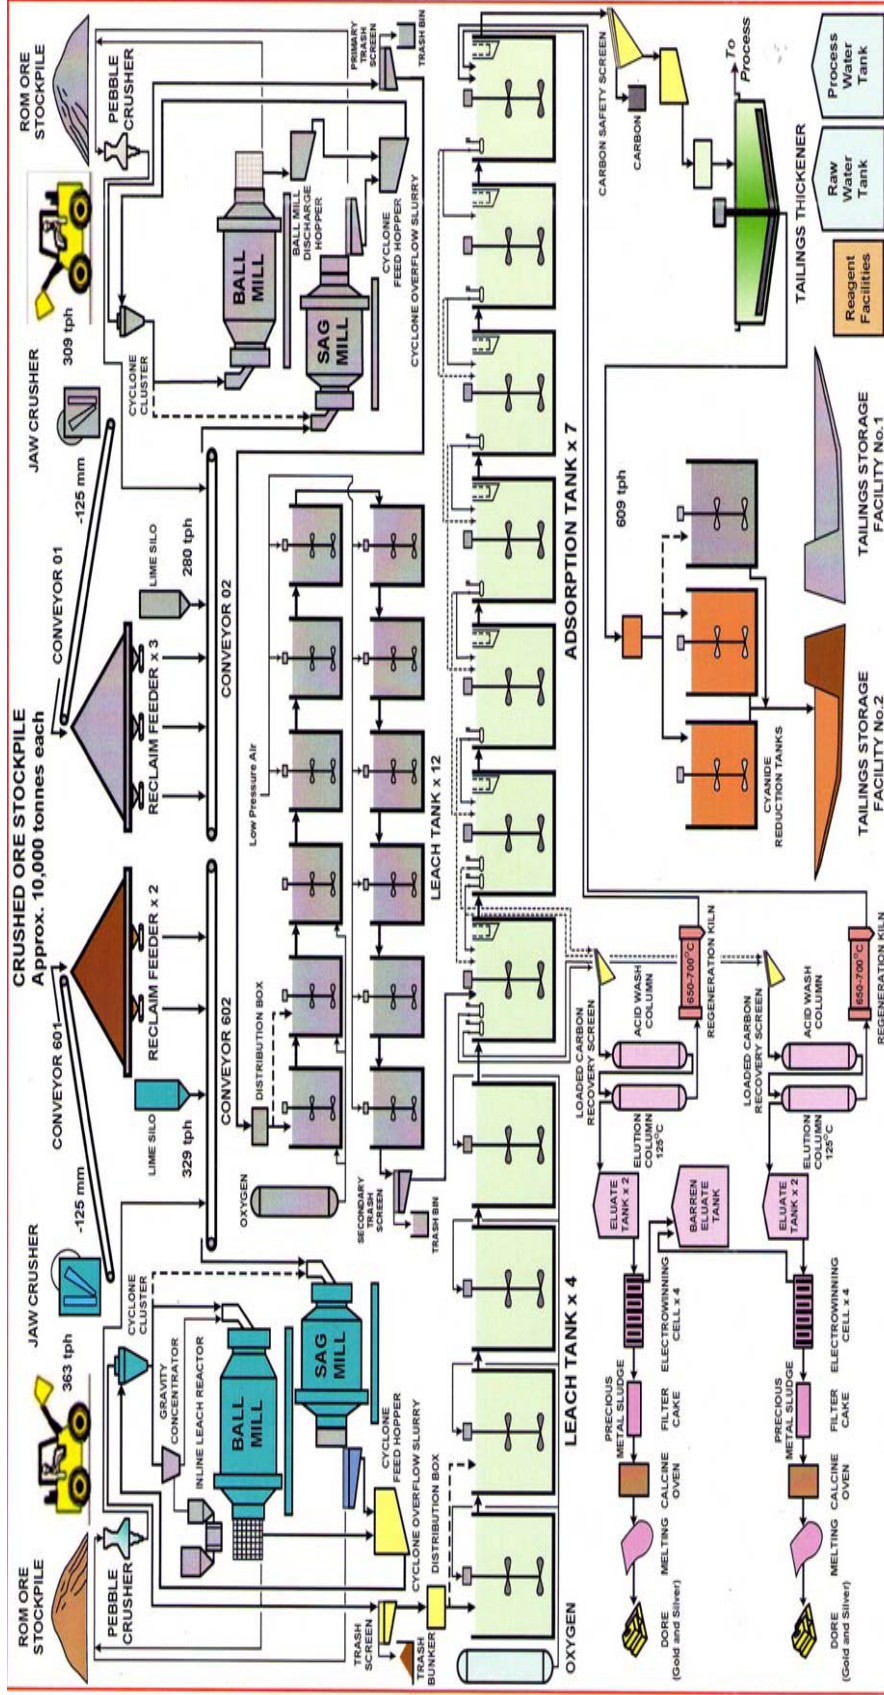 CRUSHED ORE STOCKPILE
Approx. 10,000 tonnes each
ROM ORE
STOCKPILE
363 tph
JAW CRUSHER
-125 mm
CONVEYOR 601
CONVEYOR 01
-125 mm
JAW CRUSHER
309 tph
ROM ORE
STOCKPILE
PEBBLE
CRUSHER
CYCLONE
CLUSTER
LIME SILO
329 tph
RECLAIM FEEDER x 2
RECLAIM FEEDER x 3
LIME SILO
280 tph
CYCLONE
CLUSTER
PEBBLE
CRUSHER
GRAVITY
CONCENTRATOR
INLINE LEACH REACTOR
CONVEYOR 602
CONVEYOR 02
BALL
MILL
SAG
MILL
BALL
MILL
SAG
MILL
BALL MILL
DISCHARGE
HOPPER
PRIMARY
TRASH
SCREEN
TRASH BIN
DISTRIBUTION BOX
Low Pressure Air
OXYGEN
CYCLONE
FEED HOPPER
CYCLONE OVERFLOW SLURRY
CYCLONE
FEED HOPPER
CYCLONE OVERFLOW SLURRY
TRASH
SCREEN
TRASH
BUNKER
DISTRIBUTION BOX
SECONDARY
TRASH
SCREEN
TRASH BIN
LEACH TANK x 12
OXYGEN
LEACH TANK x 4
ADSORPTION TANK x 7
CARBON SAFETY SCREEN
CARBON
To
Process
TAILINGS THICKENER
609 tph
LOADED CARBON
RECOVERY SCREEN
ACID WASH
COLUMN
650-700°C
REGENERATION KILN
ELUTION
COLUMN
125°C
ELUATE
TANK x 2
BARREN
ELUATE
TANK
ELECTROWINNING
CELL x 4
PRECIOUS
METAL SLUDGE
FILTER
CAKE
CALCINE
OVEN
MELTING
DORE
(Gold and Silver)
LOADED CARBON
RECOVERY SCREEN
ACID WASH
COLUMN
650-700°C
REGENERATION KILN
ELUTION
COLUMN
125°C
ELUATE
TANK x 2
ELECTROWINNING
CELL x 4
PRECIOUS
METAL SLUDGE
FILTER
CAKE
CALCINE
OVEN
MELTING
DORE
(Gold and Silver)
CYANIDE
REDUCTION TANKS
TAILINGS STORAGE
FACILITY No.2
TAILINGS STORAGE
FACILITY No.1
Reagent
Facilities
Raw
Water
Tank
Process
Water
Tank